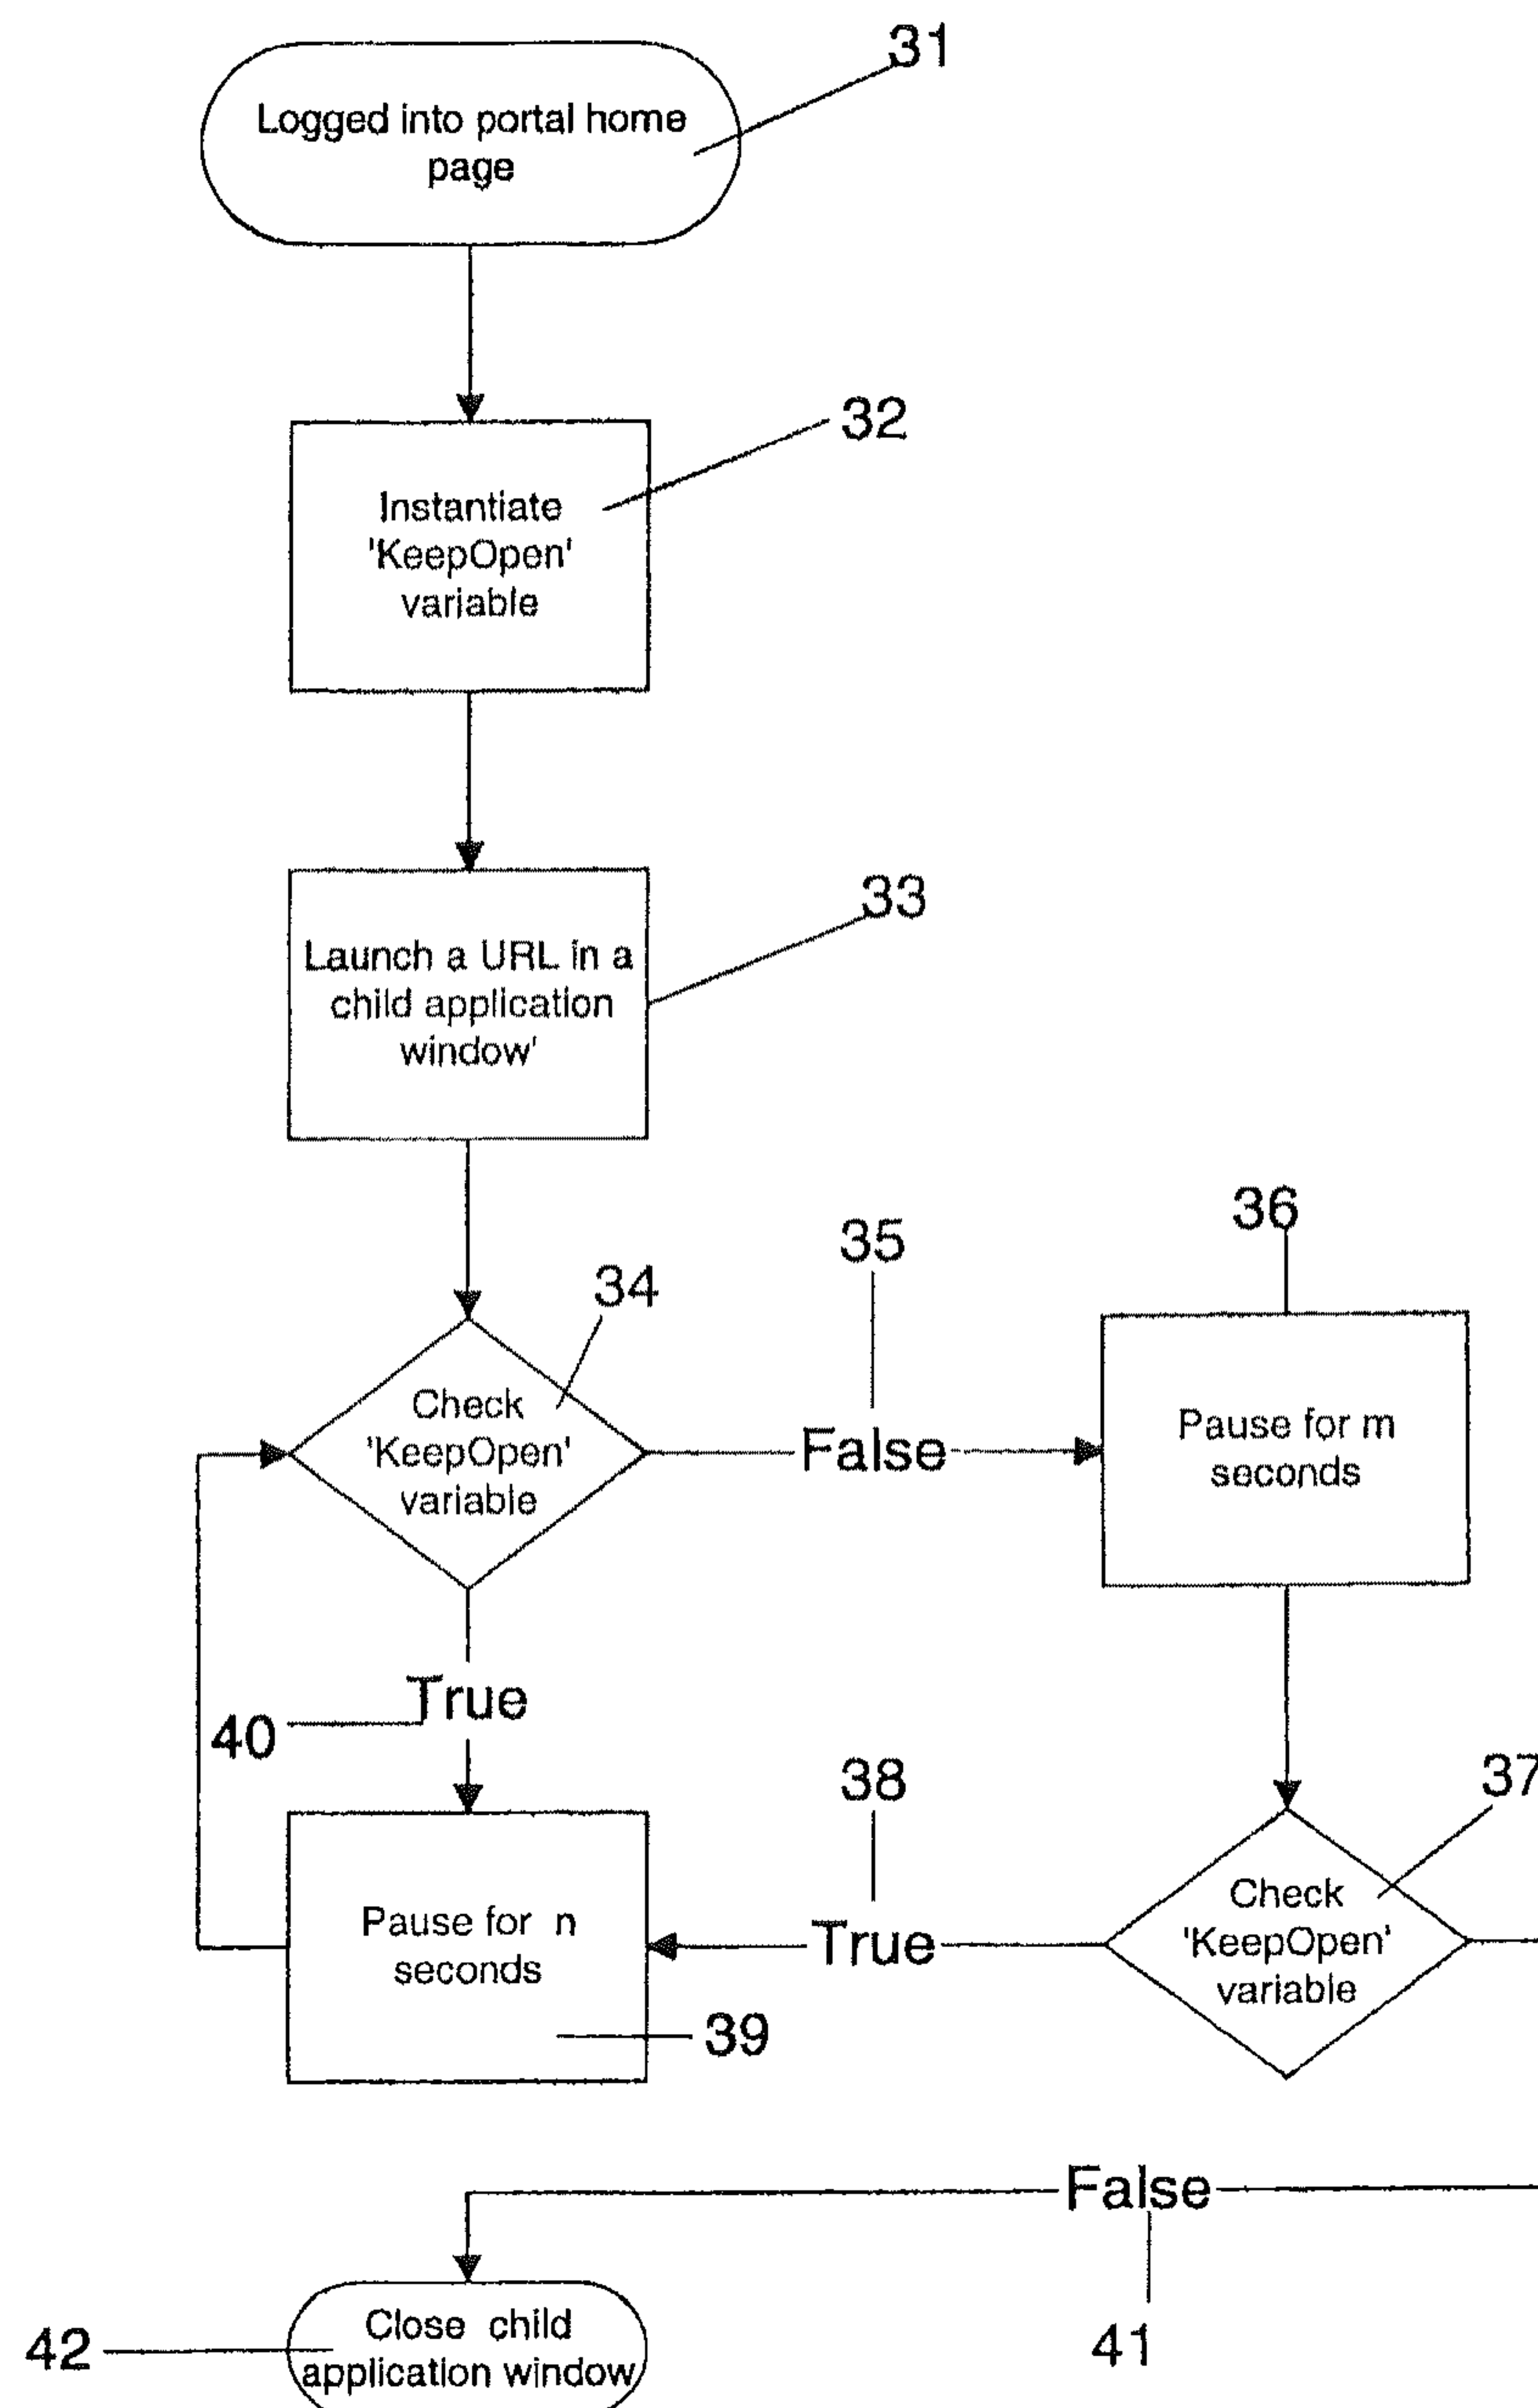 31
Logged into portal home
page
32
Instantiate
'KeepOpen'
variable
33
Launch a URL in a
child application
window'
34
Check
'KeepOpen'
variable
35
False
36
Pause for m
seconds
True
40
37
38
Check
'KeepOpen'
variable
True
Pause for n
seconds
39
False
41
42
Close child
application window